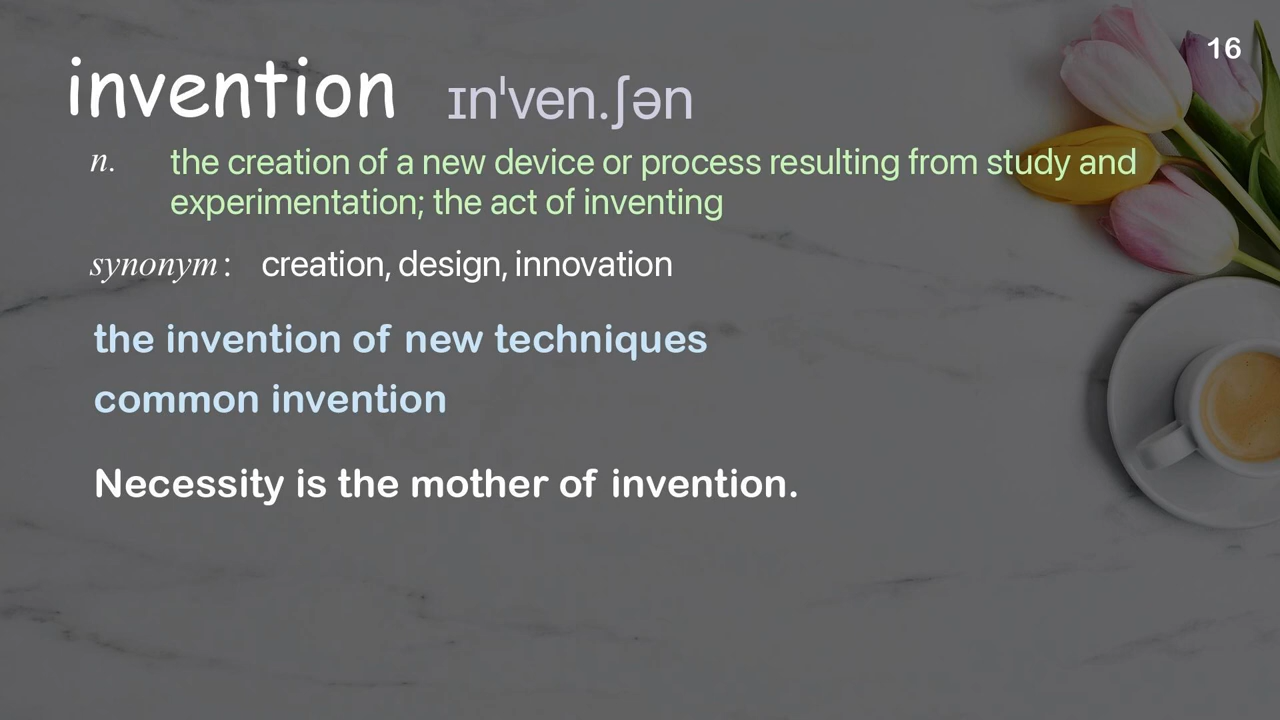 16
invention ɪnˈven.ʃən
n. the creation of a new device or process resulting from study and
experimentation; the act of inventing
synonym: creation, design, innovation
the invention of new techniques
common invention
Necessity is the mother of invention.